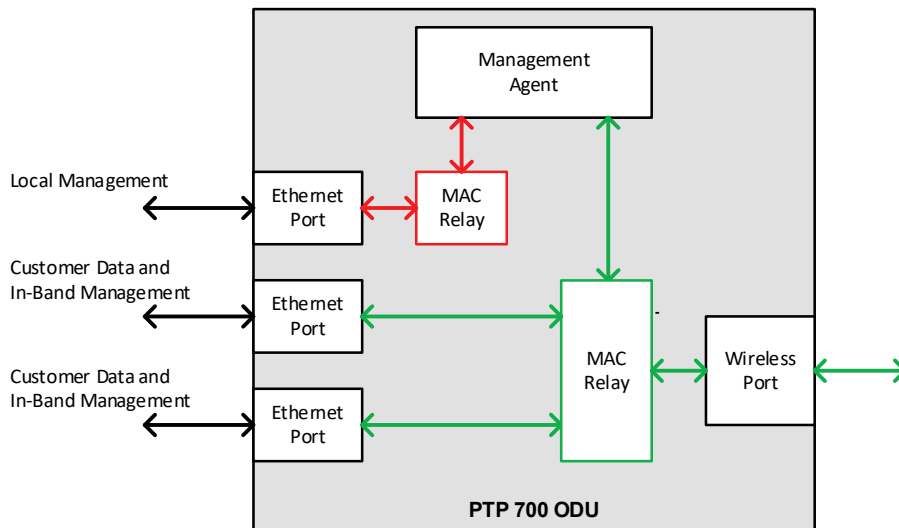 Management
Agent
Local Management
Ethernet
Port
MAC
Relay
Customer Data and
In-Band Management
Ethernet
Port
MAC
Relay
Wireless
Port
Customer Data and
In-Band Management
Ethernet
Port
PTP 700 ODU